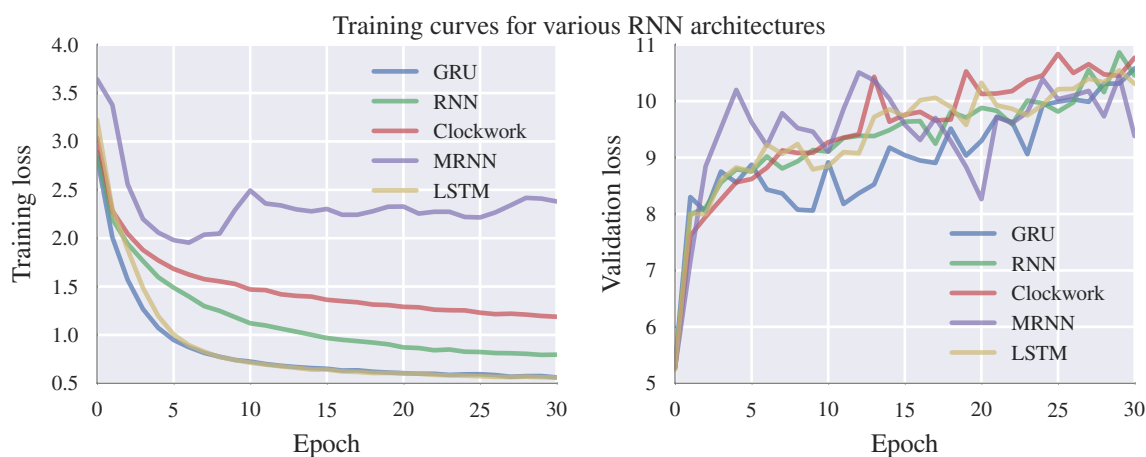 Training curves for various RNN architectures
Training loss
4.0
3.5
3.0
2.5
2.0
1.5
1.0
0.5
GRU
RNN
Clockwork
MRNN
LSTM
0 5 10 15 20 25 30
Epoch
Validation loss
11
10
9
8
7
6
5
GRU
RNN
Clockwork
MRNN
LSTM
0 5 10 15 20 25 30
Epoch